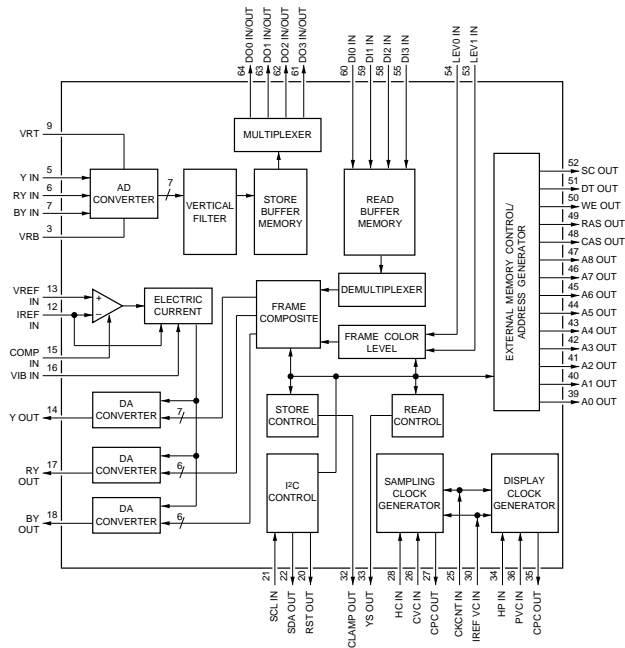 64 DO0 IN/OUT
63 DO1 IN/OUT
62 DO2 IN/OUT
61 DO3 IN/OUT
60 DI0 IN
59 DI1 IN
58 DI2 IN
55 DI3 IN
54 LEV0 IN
53 LEV1 IN
VRT 9
Y IN 5
RY IN 6
BY IN 7
VRB 3
AD
CONVERTER
7
VERTICAL
FILTER
MULTIPLEXER
STORE
BUFFER
MEMORY
READ
BUFFER
MEMORY
DEMULTIPLEXER
EXTERNAL MEMORY CONTROL/
ADDRESS GENERATOR
52 SC OUT
51 DT OUT
50 WE OUT
49 RAS OUT
48 CAS OUT
47 A8 OUT
46 A7 OUT
45 A6 OUT
44 A5 OUT
43 A4 OUT
42 A3 OUT
41 A2 OUT
40 A1 OUT
39 A0 OUT
VREF 13
IN
IREF 12
IN
+
−
COMP 15
IN
VIB IN 16
ELECTRIC
CURRENT
FRAME
COMPOSITE
FRAME COLOR
LEVEL
STORE
CONTROL
READ
CONTROL
Y OUT 14
DA
CONVERTER
7
RY 17
OUT
DA
CONVERTER
6
BY 18
OUT
DA
CONVERTER
6
I²C
CONTROL
SAMPLING
CLOCK
GENERATOR
DISPLAY
CLOCK
GENERATOR
21 SCL IN
22 SDA OUT
20 RST OUT
32 CLAMP OUT
33 YS OUT
28 HC IN
26 CVC IN
27 CPC OUT
25 CKCNT IN
30 IREF VC IN
34 HP IN
36 PVC IN
35 CPC OUT